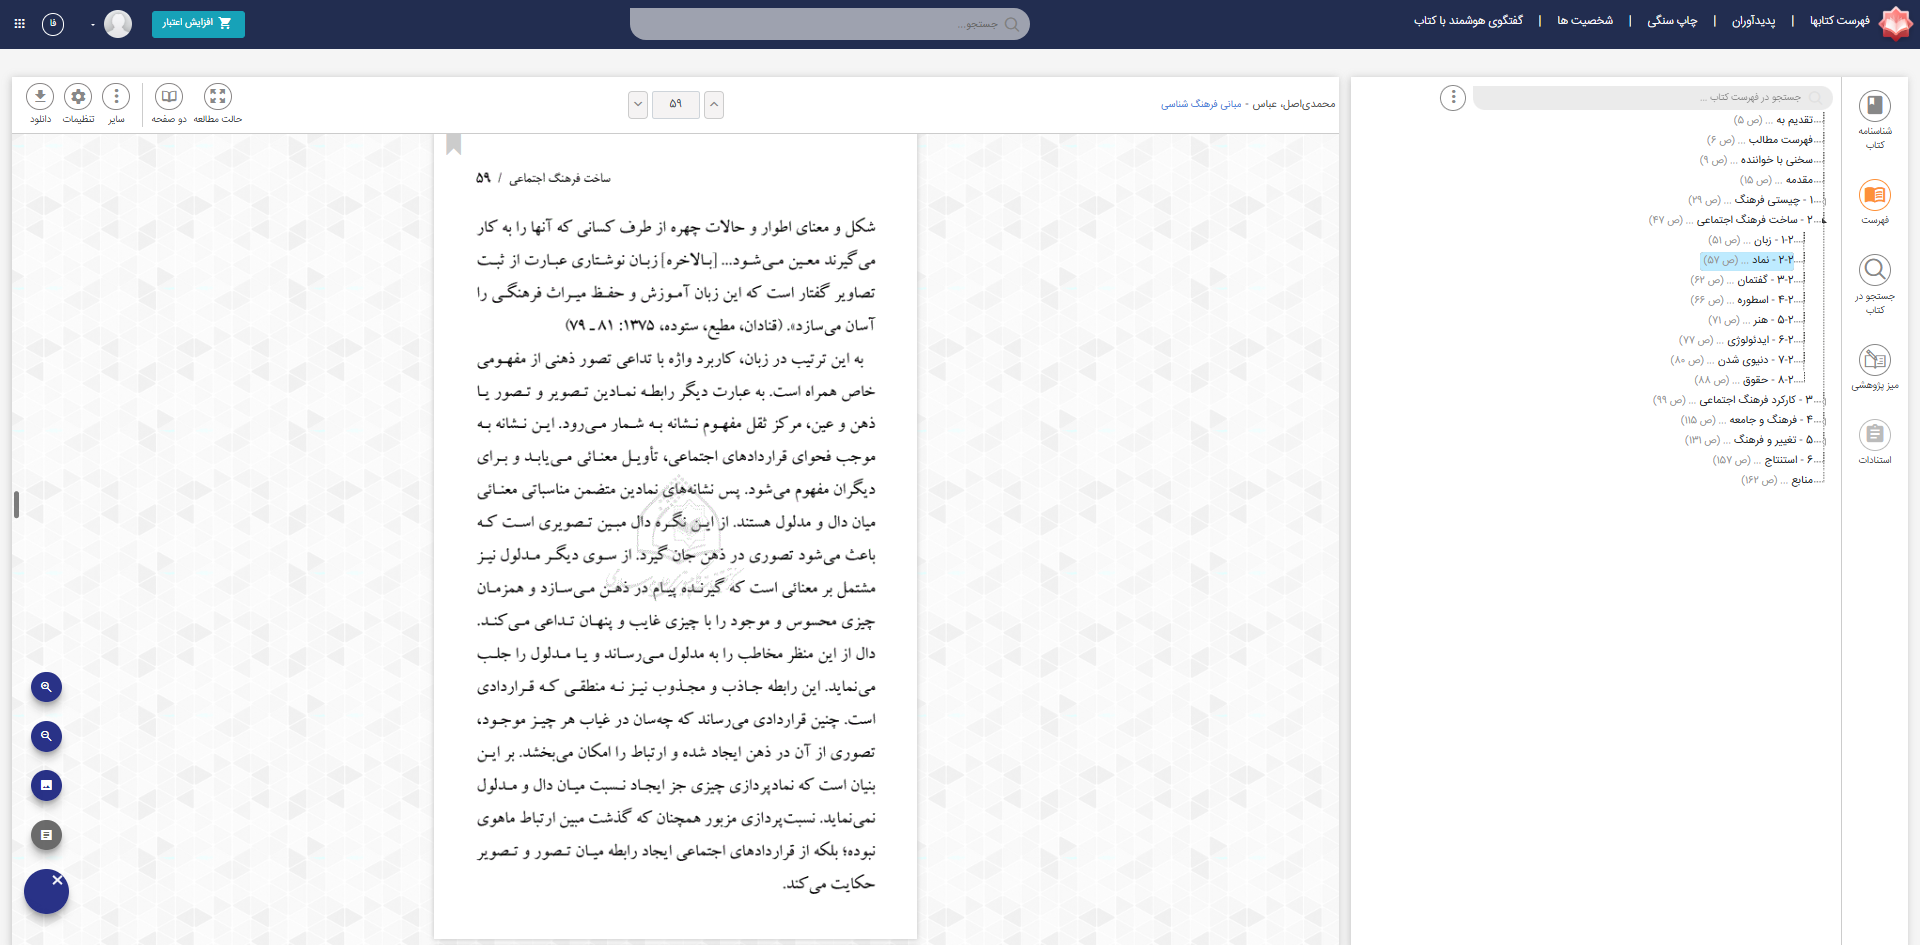 فهرست کتابها | پدیدآوران | چاپ سنگی | شخصیت ها | گفتگوی هوشمند با کتاب
جستجو...
افزایش اعتبار
فا
شناسنامه کتاب
فهرست
جستجو در کتاب
میز پژوهشی
استنادات
جستجو در فهرست کتاب ...
تقدیم به ... (ص ۵)
فهرست مطالب ... (ص ۶)
سخنی با خواننده ... (ص ۹)
مقدمه ... (ص ۱۵)
۱ - چیستی فرهنگ ... (ص ۲۹)
۲ - ساخت فرهنگ اجتماعی ... (ص ۴۷)
۱-۲ - زبان ... (ص ۵۱)
۲-۲ - نماد ... (ص ۵۷)
۳-۲ - گفتمان ... (ص ۶۲)
۴-۲ - اسطوره ... (ص ۶۶)
۵-۲ - هنر ... (ص ۷۱)
۶-۲ - ایدئولوژی ... (ص ۷۷)
۷-۲ - دنیوی شدن ... (ص ۸۰)
۸-۲ - حقوق ... (ص ۸۸)
۳ - کارکرد فرهنگ اجتماعی ... (ص ۹۹)
۴ - فرهنگ و جامعه ... (ص ۱۱۵)
۵ - تغییر و فرهنگ ... (ص ۱۳۱)
۶ - استنتاج ... (ص ۱۵۷)
منابع ... (ص ۱۶۲)
محمدی‌اصل، عباس - مبانی فرهنگ شناسی
۵۹
حالت مطالعه
دو صفحه
سایر
تنظیمات
دانلود
ساخت فرهنگ اجتماعی / ۵۹
شکل و معنای اطوار و حالات چهره از طرف کسانی که آنها را به کار
می‌گیرند معین می‌شود... [بالاخره] زبان نوشتاری عبارت از ثبت
تصاویر گفتار است که این زبان آموزش و حفظ میراث فرهنگی را
آسان می‌سازد». (قنادان، مطیع، ستوده، ۱۳۷۵: ۸۱ ـ ۷۹)
به این ترتیب در زبان، کاربرد واژه با تداعی تصور ذهنی از مفهومی
خاص همراه است. به عبارت دیگر رابطه نمادین تصویر و تصور یا
ذهن و عین، مرکز ثقل مفهوم نشانه به شمار می‌رود. این نشانه به
موجب فحوای قراردادهای اجتماعی، تأویل معنائی می‌یابد و برای
دیگران مفهوم می‌شود. پس نشانه‌های نمادین متضمن مناسباتی معنائی
میان دال و مدلول هستند. از این نگره دال مبین تصویری است که
باعث می‌شود تصوری در ذهن جان گیرد. از سوی دیگر مدلول نیز
مشتمل بر معنائی است که گیرنده پیام در ذهن می‌سازد و همزمان
چیزی محسوس و موجود را با چیزی غایب و پنهان تداعی می‌کند.
دال از این منظر مخاطب را به مدلول می‌رساند و یا مدلول را جلب
می‌نماید. این رابطه جاذب و مجذوب نیز نه منطقی که قراردادی
است. چنین قراردادی می‌رساند که چه‌سان در غیاب هر چیز موجود،
تصوری از آن در ذهن ایجاد شده و ارتباط را امکان می‌بخشد. بر این
بنیان است که نمادپردازی چیزی جز ایجاد نسبت میان دال و مدلول
نمی‌نماید. نسبت‌پردازی مزبور همچنان که گذشت مبین ارتباط ماهوی
نبوده؛ بلکه از قراردادهای اجتماعی ایجاد رابطه میان تصور و تصویر
حکایت می‌کند.